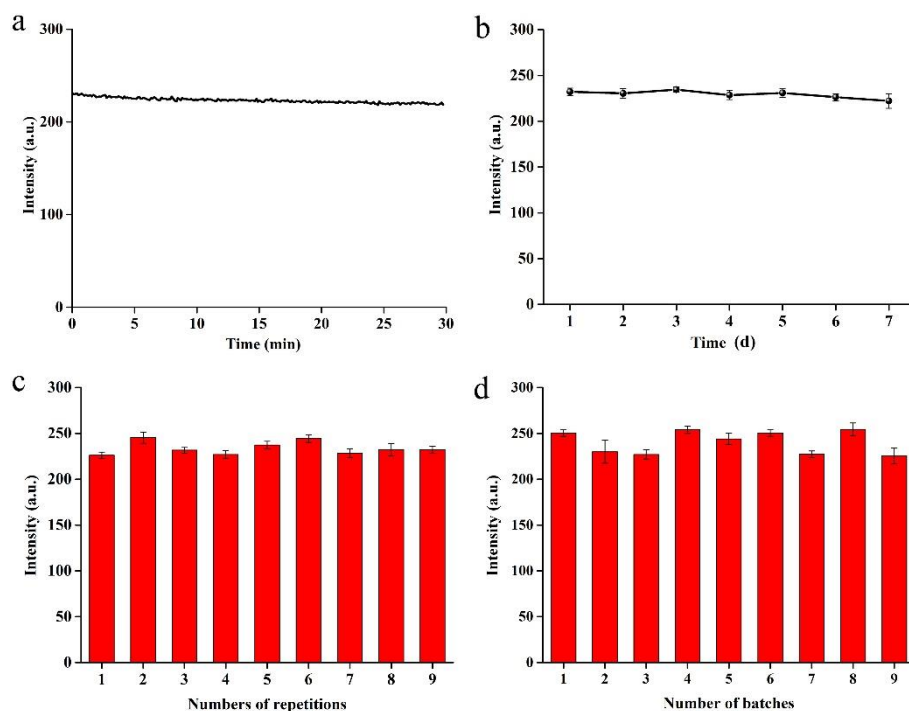 a
300
200
100
0
Intensity (a.u.)
0 5 10 15 20 25 30
Time (min)
b
300
250
200
150
100
50
0
Intensity (a.u.)
1 2 3 4 5 6 7
Time (d)
c
300
250
200
150
100
50
0
Intensity (a.u.)
1 2 3 4 5 6 7 8 9
Numbers of repetitions
d
300
250
200
150
100
50
0
Intensity (a.u.)
1 2 3 4 5 6 7 8 9
Number of batches